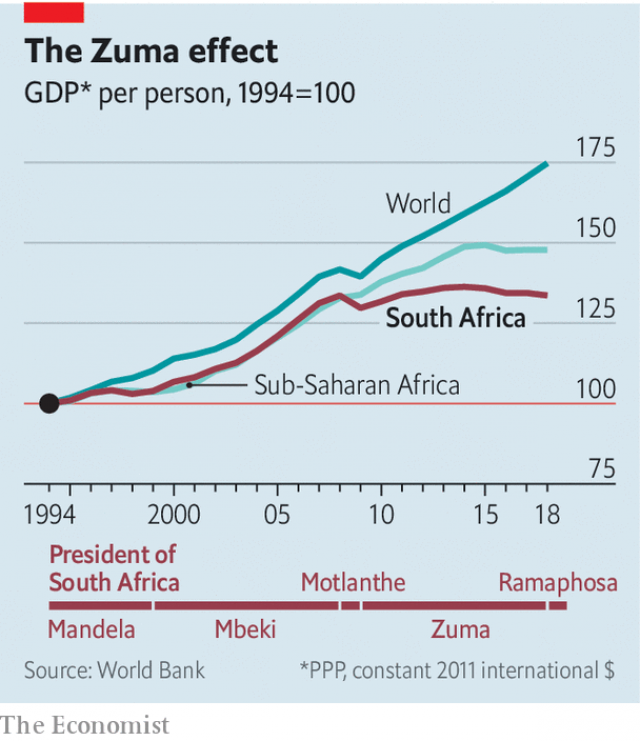 The Zuma effect
GDP* per person, 1994=100
175
World
150
125
South Africa
Sub-Saharan Africa
100
75
1994 2000 05 10 15 18
President of
South Africa
Motlanthe Ramaphosa
Mandela Mbeki Zuma
Source: World Bank *PPP, constant 2011 international $
The Economist